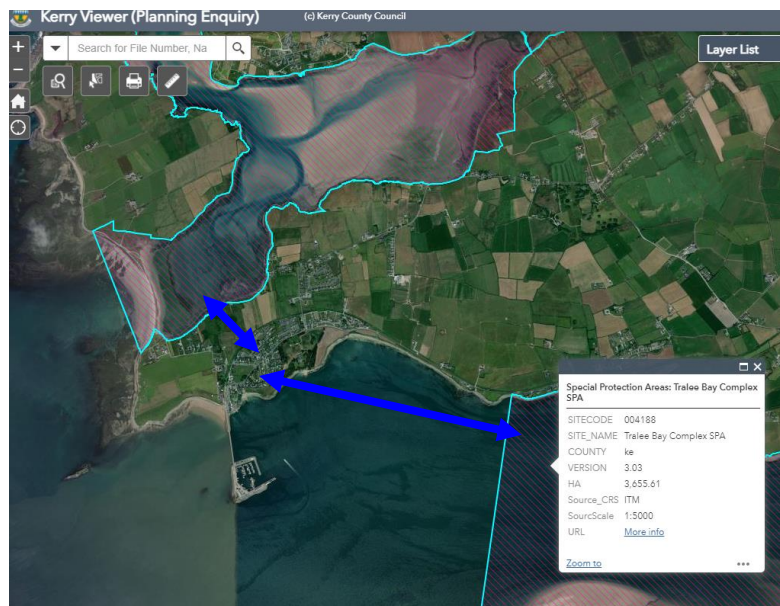 Kerry Viewer (Planning Enquiry)
(c) Kerry County Council
+
Search for File Number, Na
Layer List
−
Special Protection Areas: Tralee Bay Complex
SPA
SITECODE 004188
SITE_NAME Tralee Bay Complex SPA
COUNTY ke
VERSION 3.03
HA 3,655.61
Source_CRS ITM
SourcScale 1:5000
URL More info
Zoom to